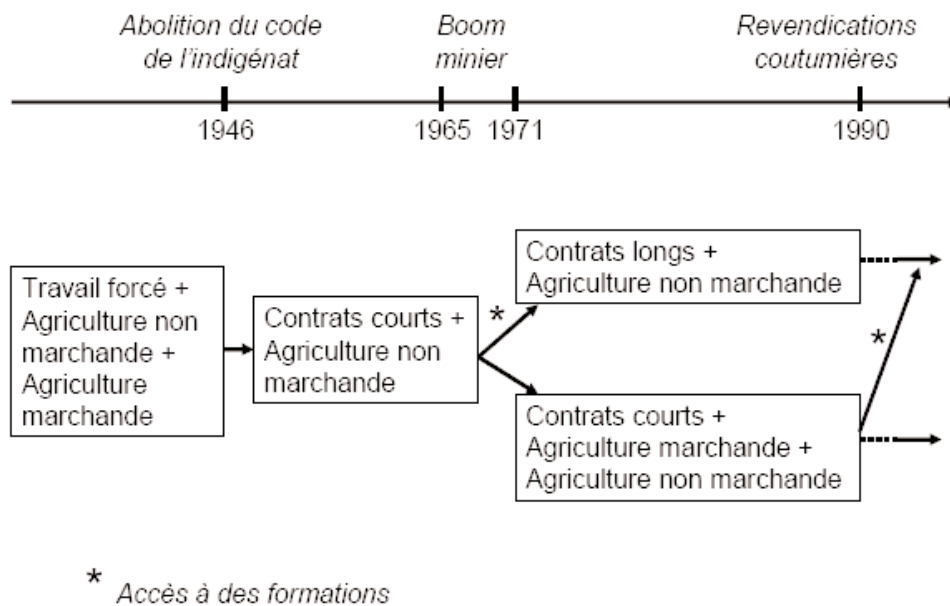 Abolition du code
de l'indigénat
Boom
minier
Revendications
coutumières
1946
1965
1971
1990
Travail forcé +
Agriculture non
marchande +
Agriculture
marchande
Contrats courts +
Agriculture non
marchande
*
Contrats longs +
Agriculture non marchande
*
Contrats courts +
Agriculture marchande +
Agriculture non marchande
* Accès à des formations